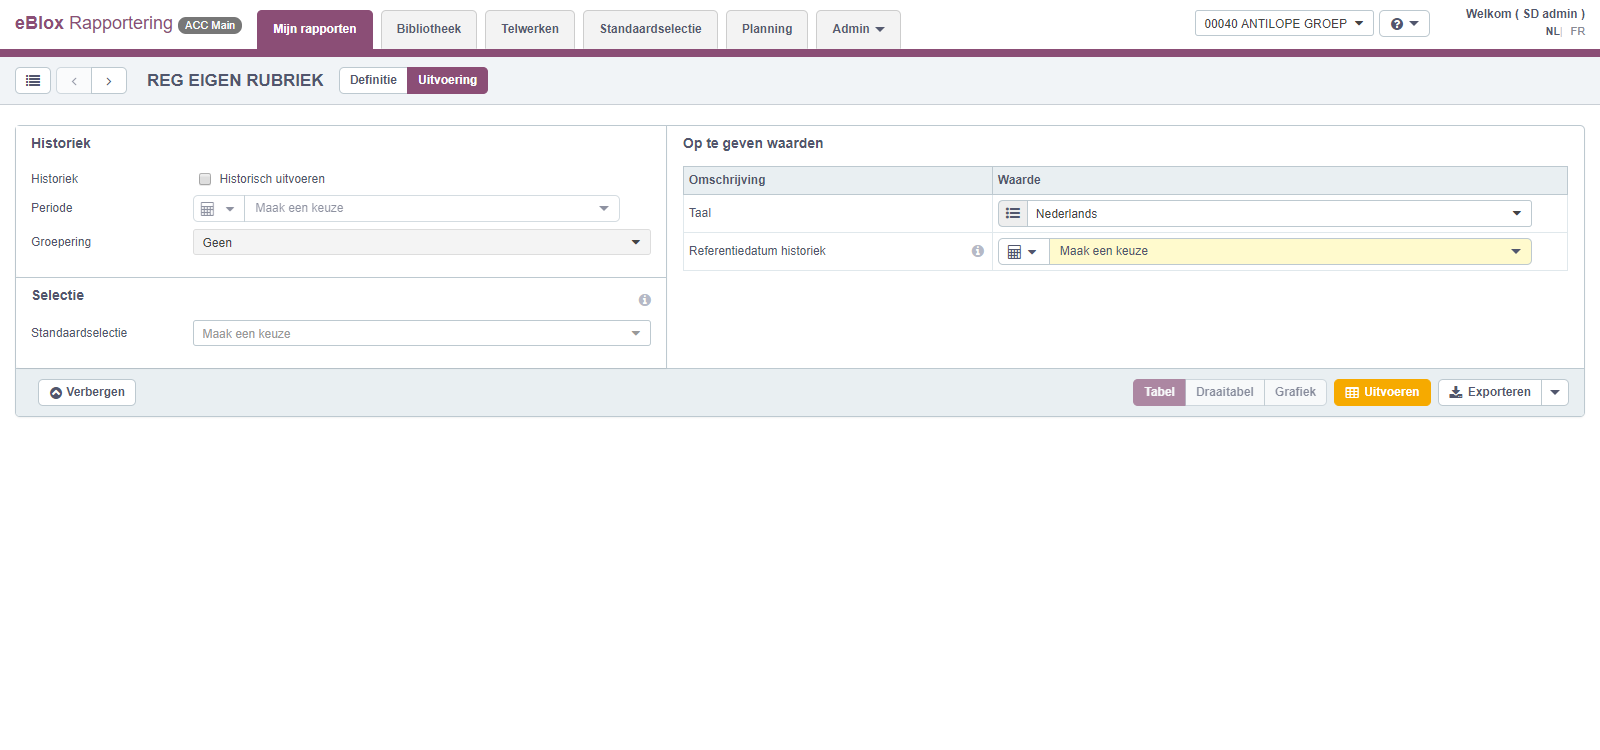 eBlox Rapportering ACC Main Mijn rapporten Bibliotheek Telwerken Standaardselectie Planning Admin 00040 ANTILOPE GROEP Welkom ( SD admin )
NL| FR
REG EIGEN RUBRIEK Definitie Uitvoering
Historiek
Historiek Historisch uitvoeren
Periode Maak een keuze
Groepering Geen
Selectie
Standaardselectie Maak een keuze
Op te geven waarden
Omschrijving Waarde
Taal Nederlands
Referentiedatum historiek Maak een keuze
Verbergen Tabel Draaitabel Grafiek Uitvoeren Exporteren